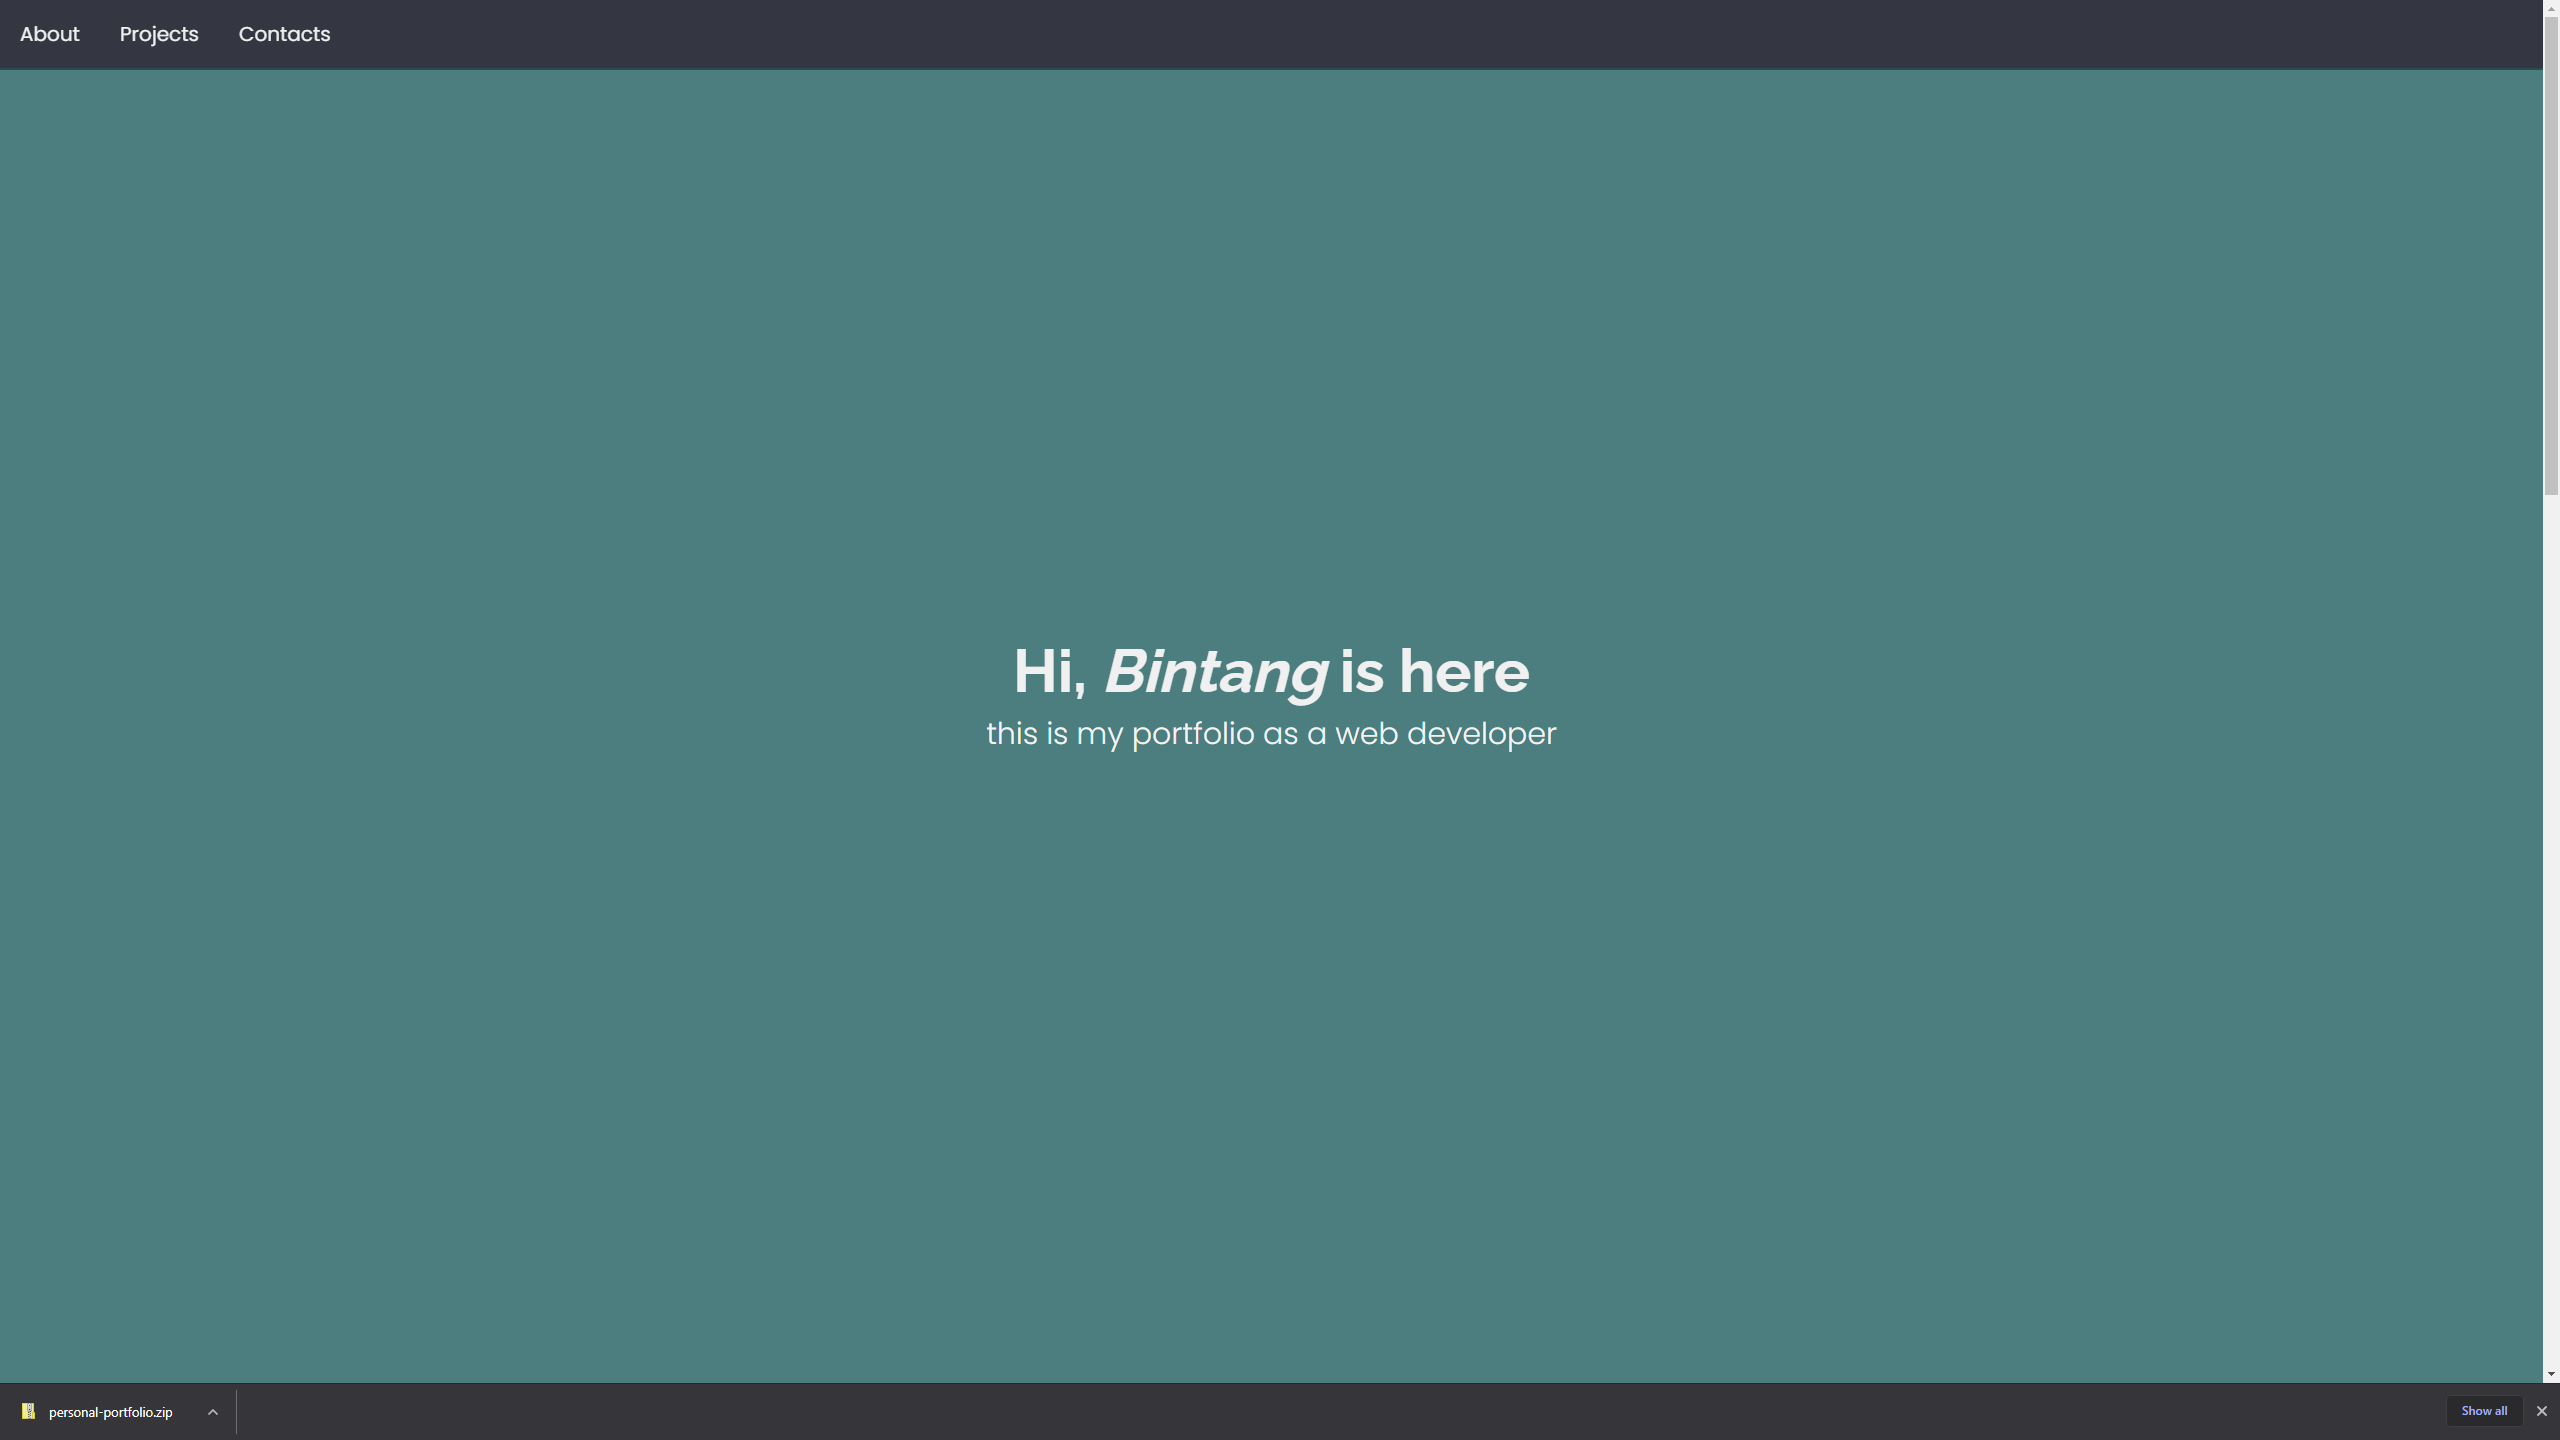 About Projects Contacts
Hi, Bintang is here
this is my portfolio as a web developer
personal-portfolio.zip
Show all